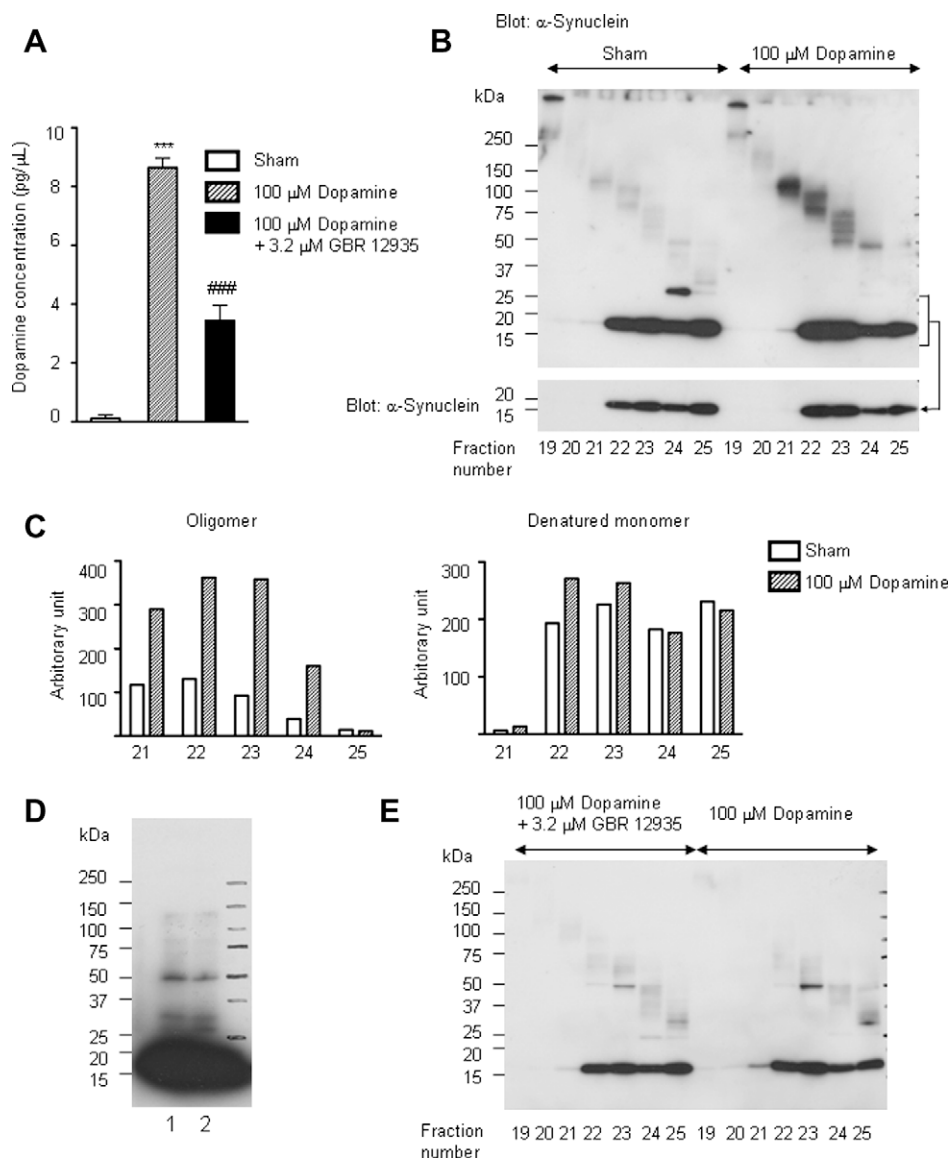 A
Dopamine concentration (pg/µL)
10
8
6
4
2
0
***
###
Sham
100 µM Dopamine
100 µM Dopamine
+ 3.2 µM GBR 12935
B
Blot: α-Synuclein
Sham
100 µM Dopamine
kDa
250
150
100
75
50
37
25
20
15
20
15
Blot: α-Synuclein
Fraction
number
19 20 21 22 23 24 25 19 20 21 22 23 24 25
C
Oligomer
Arbitorary unit
400
300
200
100
21 22 23 24 25
Denatured monomer
Arbitorary unit
300
200
100
21 22 23 24 25
Sham
100 µM Dopamine
D
kDa
250
150
100
75
50
37
25
20
15
1 2
E
100 µM Dopamine
+ 3.2 µM GBR 12935
100 µM Dopamine
kDa
250
150
100
75
50
37
25
20
15
Fraction
number
19 20 21 22 23 24 25 19 20 21 22 23 24 25